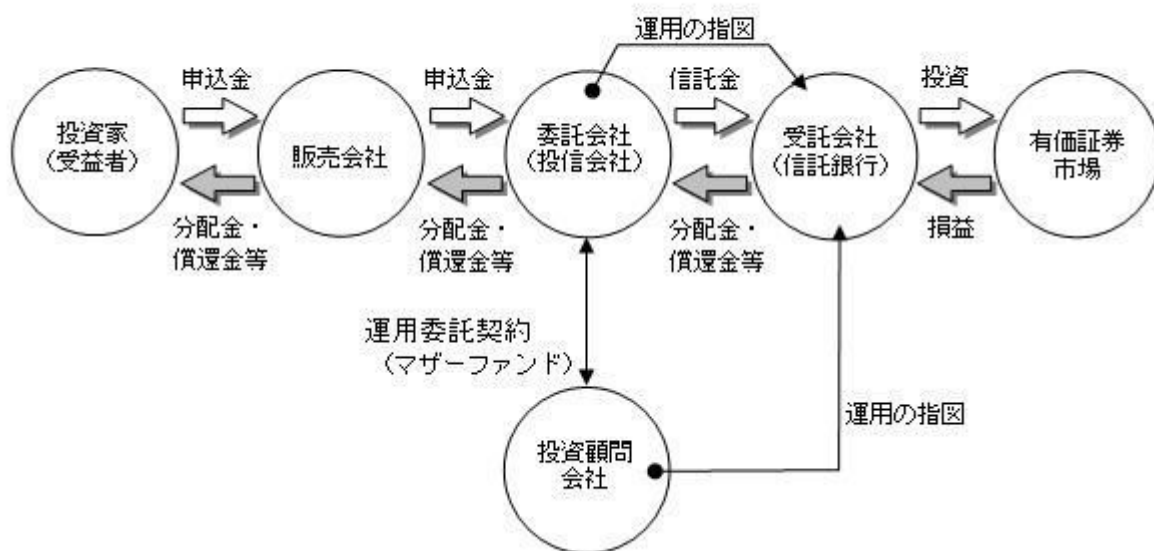 運用の指図
申込金
申込金
信託金
投資
投資家
（受益者）
販売会社
委託会社
（投信会社）
受託会社
（信託銀行）
有価証券
市場
分配金・
償還金等
分配金・
償還金等
分配金・
償還金等
損益
運用委託契約
（マザーファンド）
運用の指図
投資顧問
会社